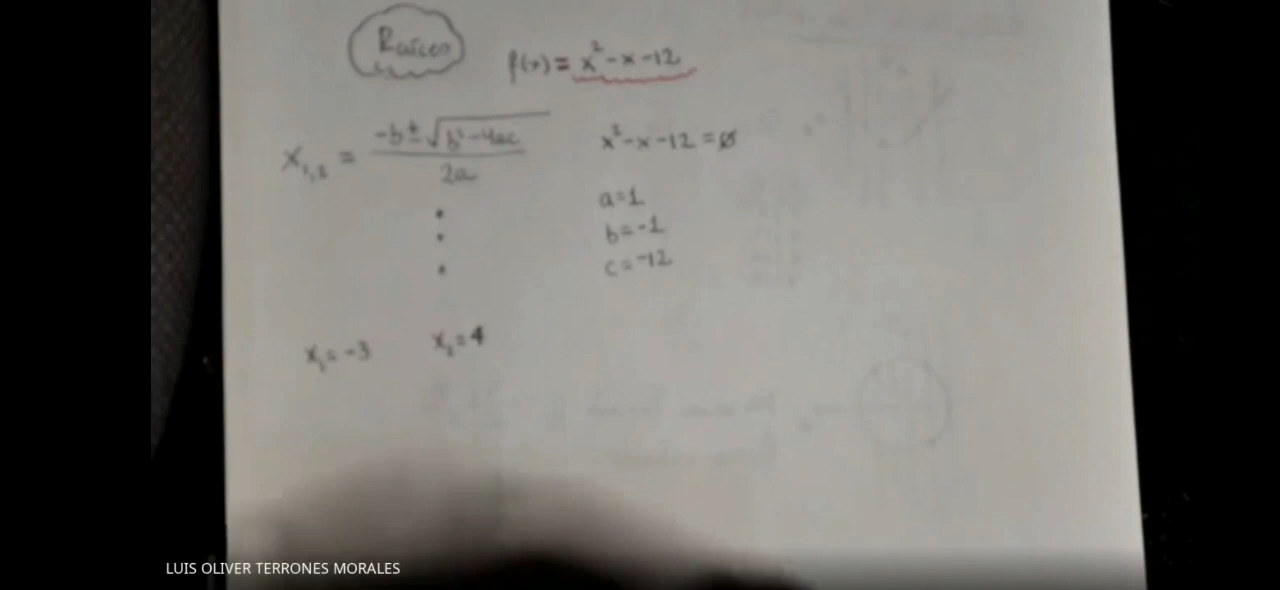 Raíces
f(x) = x² - x - 12
x₁,₂ = -b ± √b² - 4ac / 2a
x² - x - 12 = ∅
a = 1
b = -1
c = -12
x₁ = -3 x₂ = 4
LUIS OLIVER TERRONES MORALES